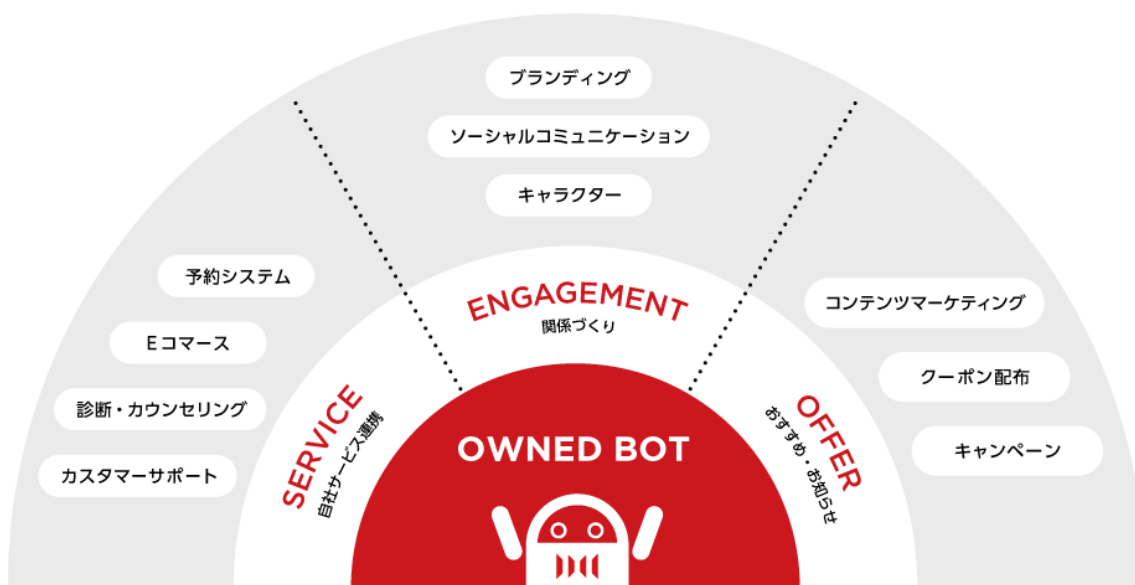 ブランディング
ソーシャルコミュニケーション
キャラクター
ENGAGEMENT
関係づくり
予約システム
Eコマース
診断・カウンセリング
カスタマーサポート
SERVICE
自社サービス連携
コンテンツマーケティング
クーポン配布
キャンペーン
OFFER
おすすめ・お知らせ
OWNED BOT